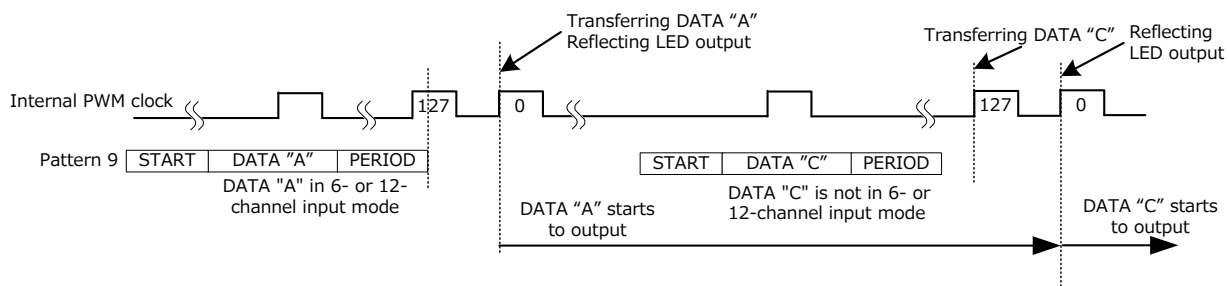 Transferring DATA “A”
Reflecting LED output
Transferring DATA “C”
Reflecting
LED output
Internal PWM clock
127
0
127
0
Pattern 9
START
DATA ”A”
PERIOD
START
DATA ”C”
PERIOD
DATA "A" in 6- or 12-
channel input mode
DATA "C" is not in 6- or
12-channel input mode
DATA “A” starts
to output
DATA “C” starts
to output